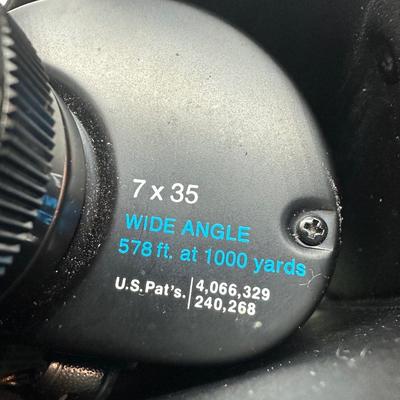 7 x 35
WIDE ANGLE
578 ft. at 1000 yards
U.S. Pat's. 4,066,329
240,268